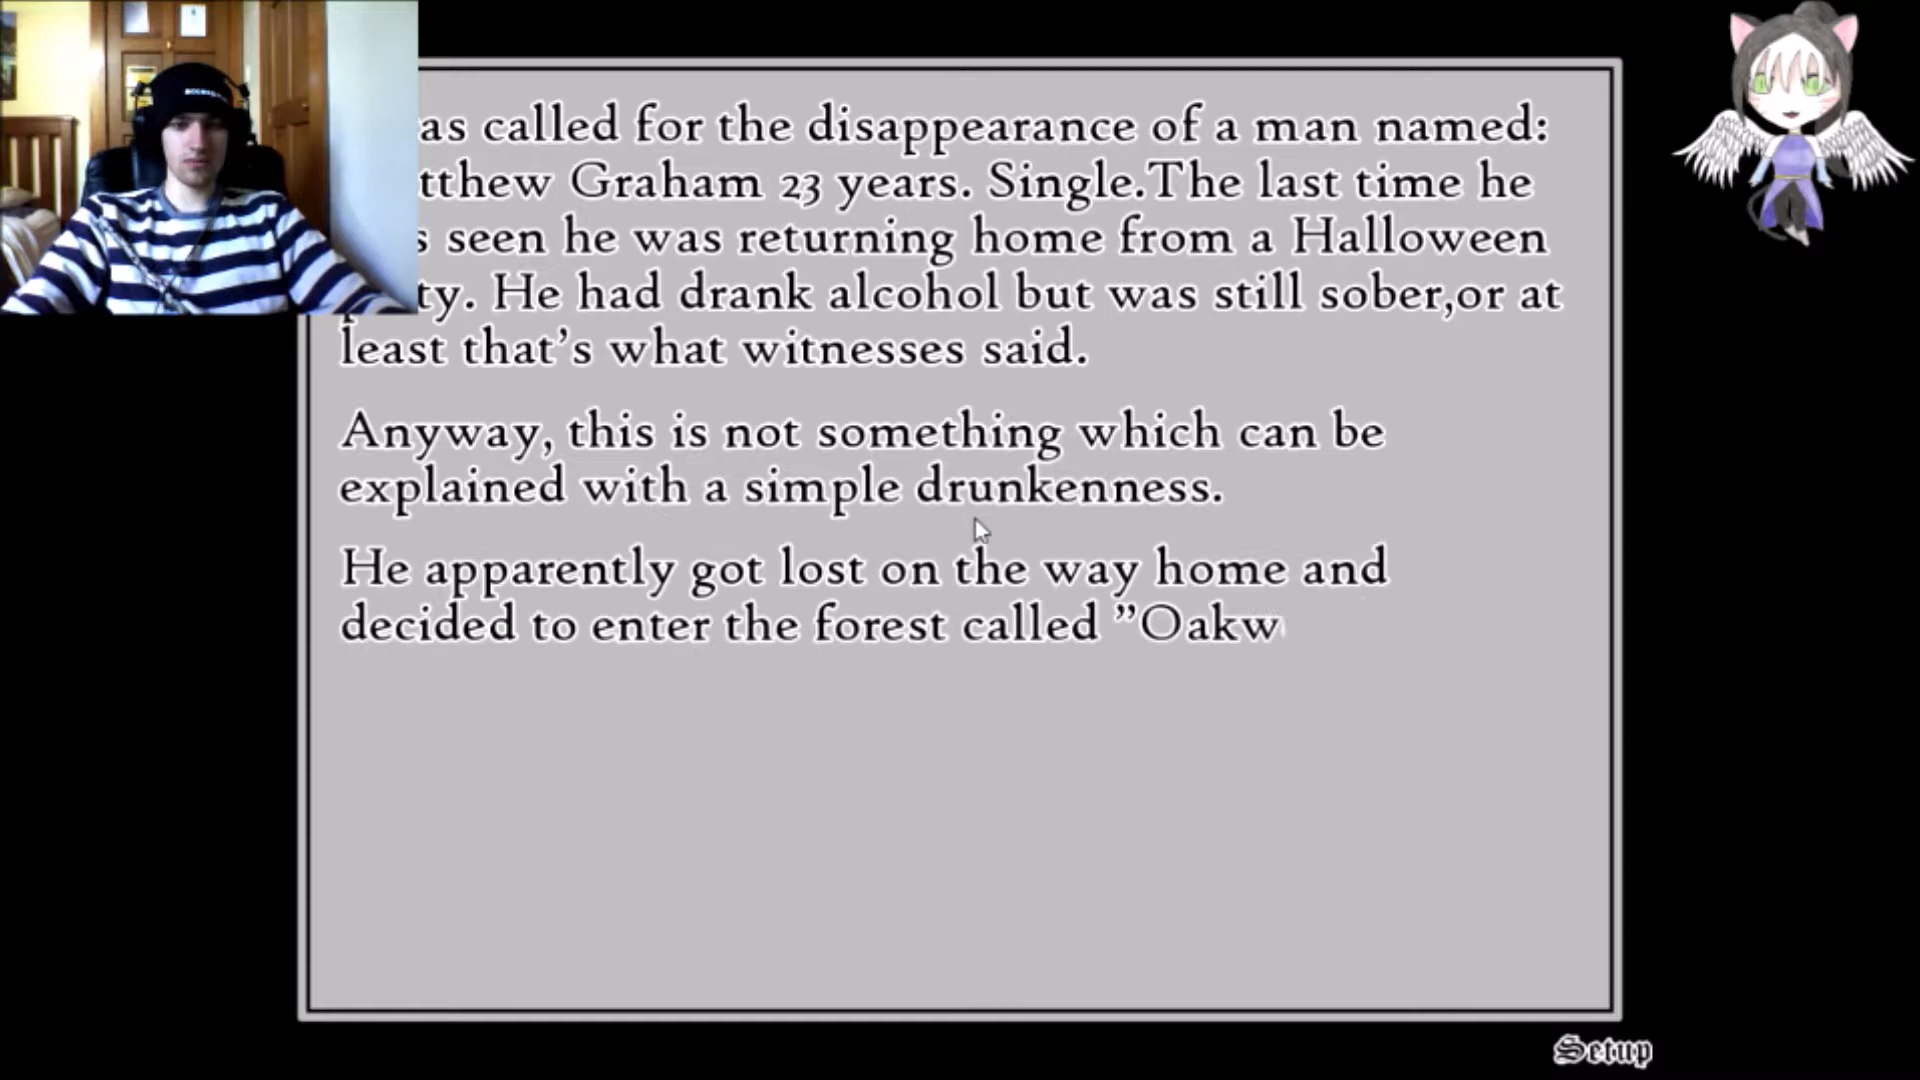 as called for the disappearance of a man named:
tthew Graham 23 years. Single.The last time he
s seen he was returning home from a Halloween
ty. He had drank alcohol but was still sober,or at
least that's what witnesses said.
Anyway, this is not something which can be
explained with a simple drunkenness.
He apparently got lost on the way home and
decided to enter the forest called "Oakw
Setup